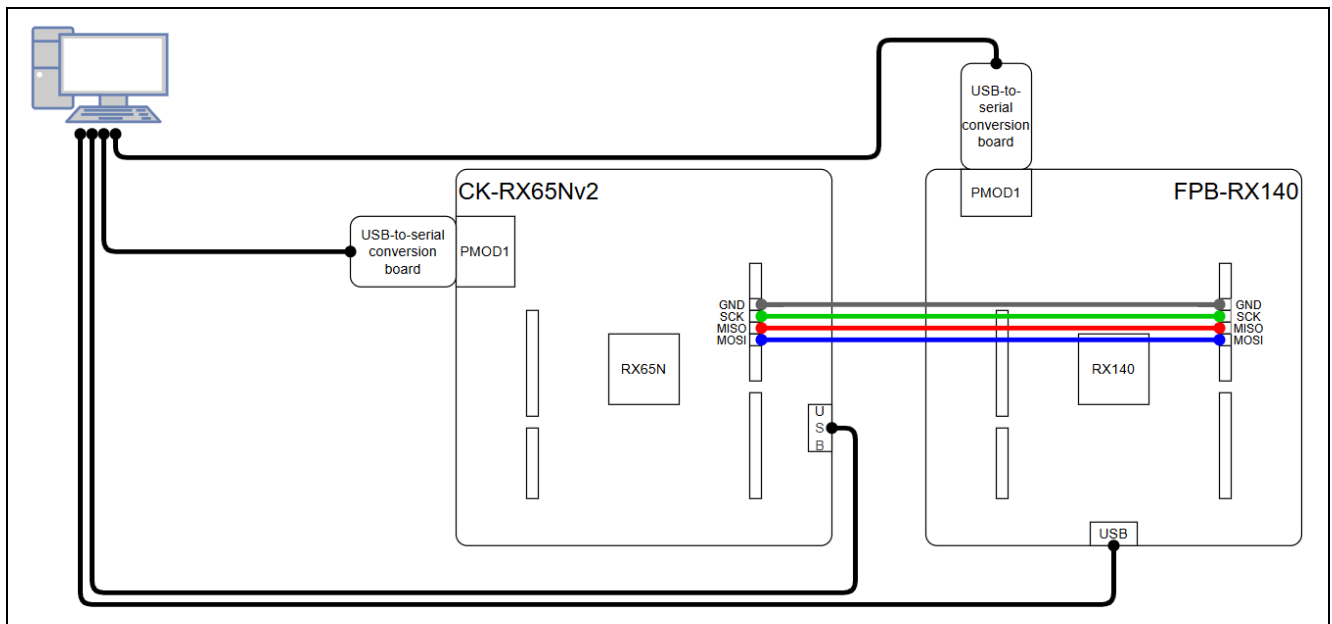 USB-to-
serial
conversion
board
CK-RX65Nv2
PMOD1
FPB-RX140
USB-to-serial
conversion
board
PMOD1
GND
SCK
MISO
MOSI
GND
SCK
MISO
MOSI
RX65N
RX140
U
S
B
USB